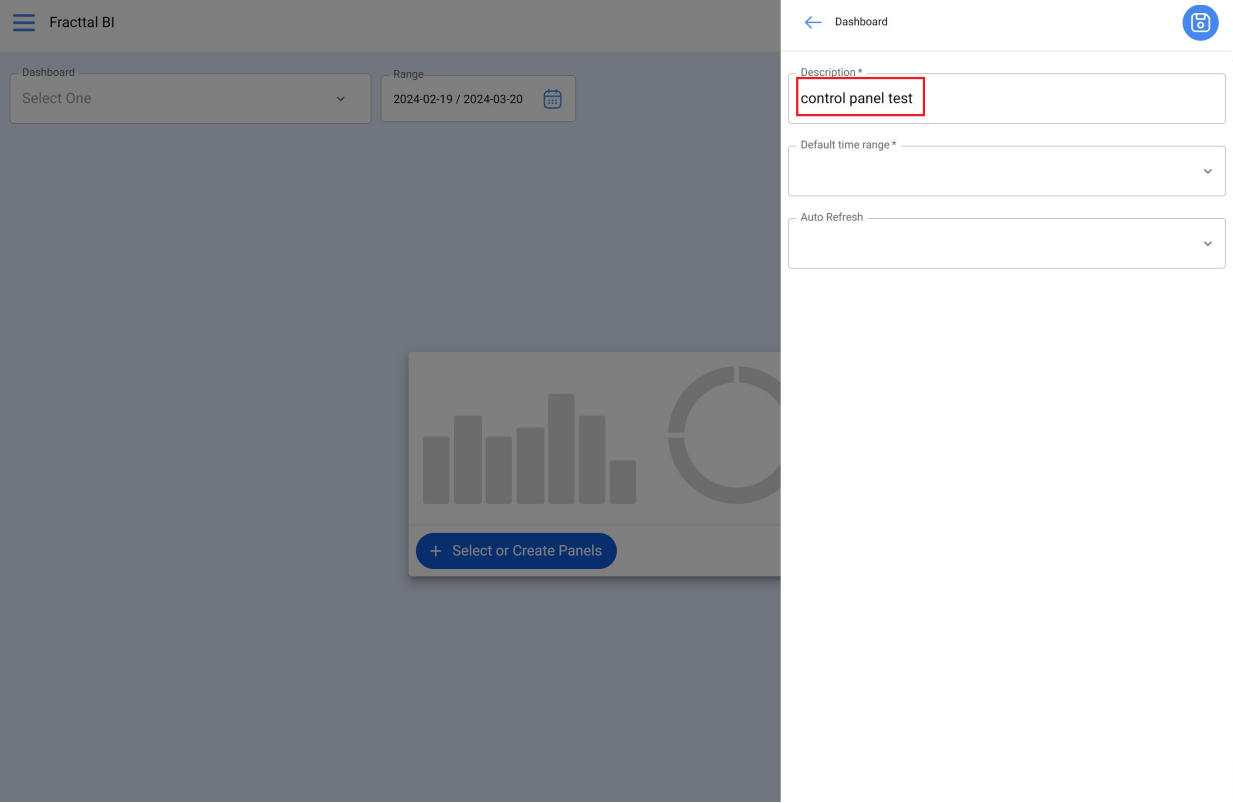 Fracttal BI
Dashboard
Select One
Range
2024-02-19 / 2024-03-20
+ Select or Create Panels
Dashboard
Description *
control panel test
Default time range *
Auto Refresh